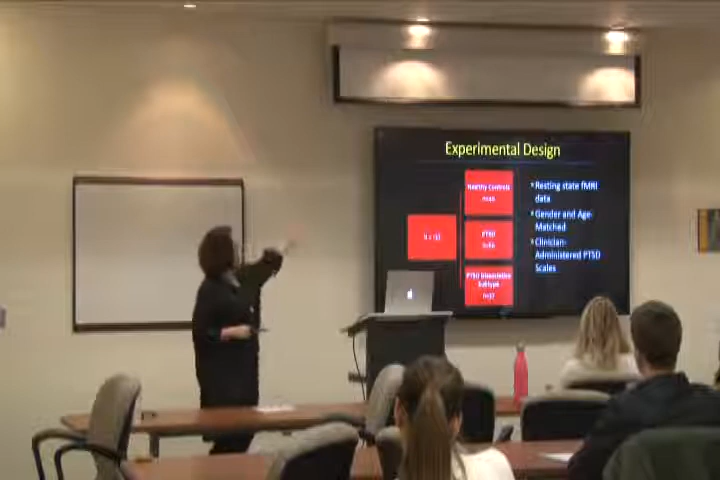 Experimental Design
Healthy Controls
PTSD
PTSD Dissociative
Subtype
Resting state fMRI
data
Gender and Age-
Matched
Clinician-
Administered PTSD
Scales